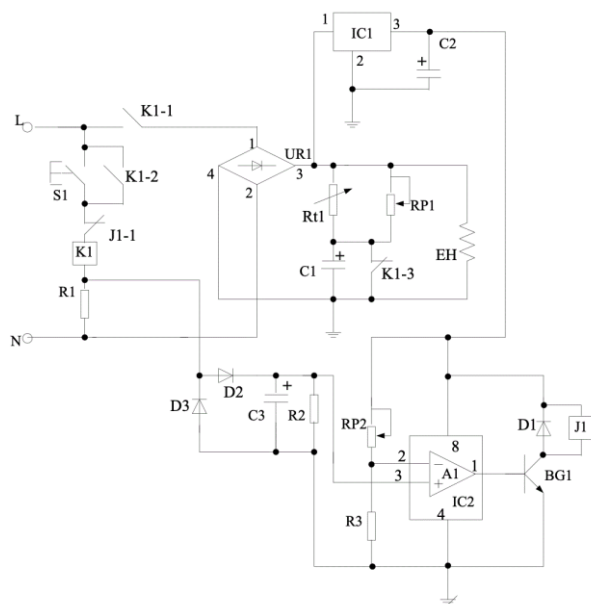 1 IC1 3 C2
2 +
L K1-1
1 UR1
K1-2 4 3
S1 2 Rt1 RP1
J1-1
K1 + EH
C1 K1-3
R1
N
D2 + D1 J1
D3 C3 R2 RP2 8
2 − A1 1 BG1
3 + IC2
R3 4